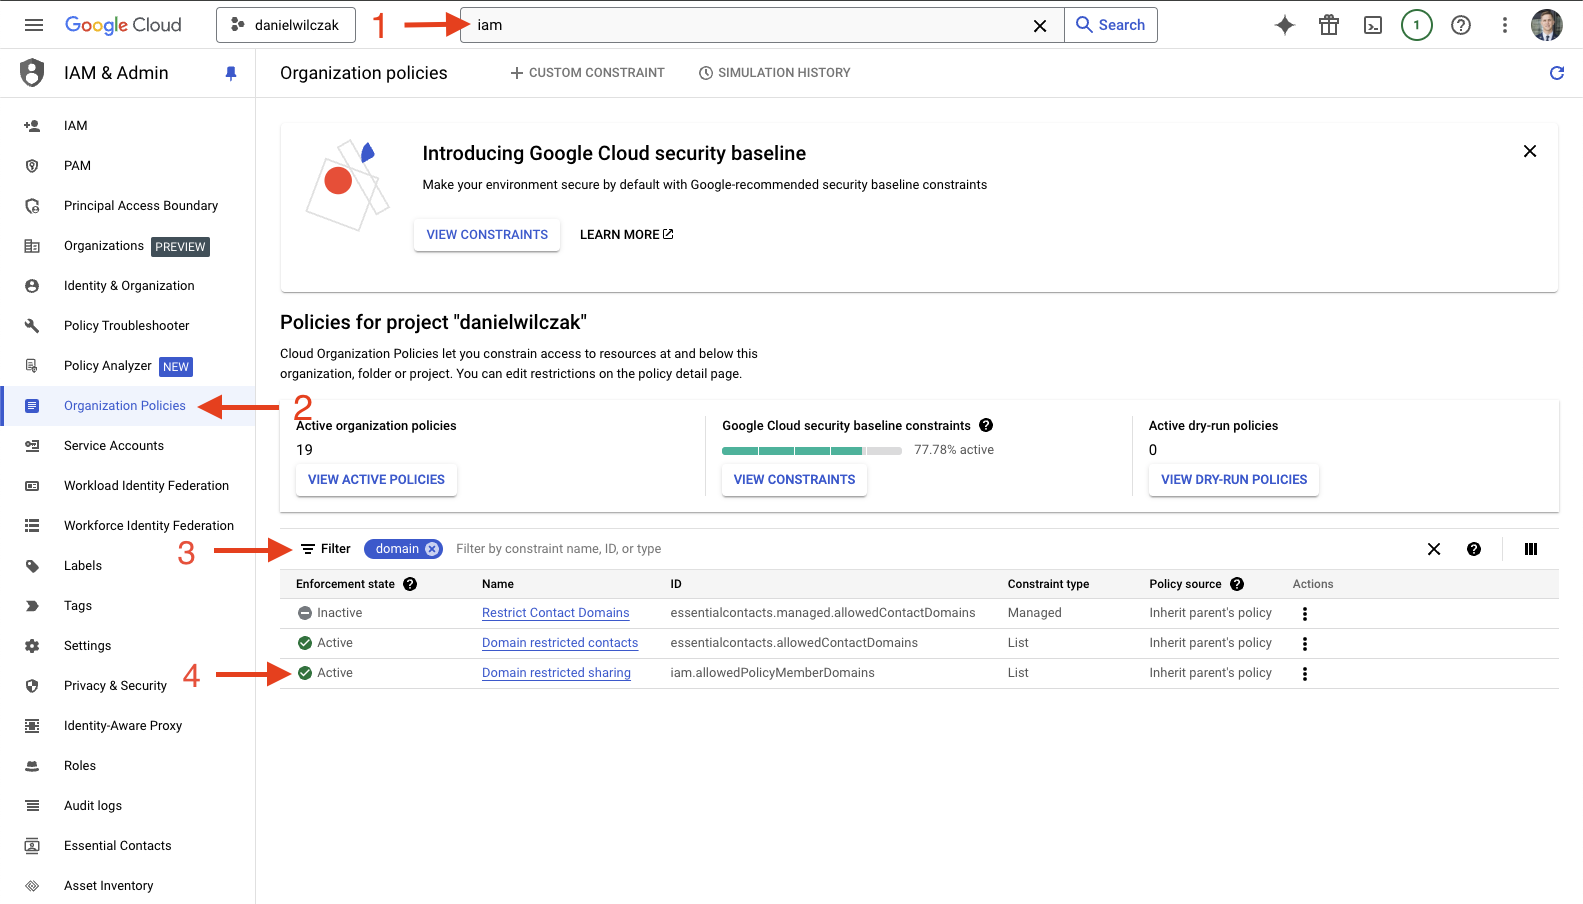 Google Cloud
danielwilczak
1
iam
Search
1
IAM & Admin
Organization policies
CUSTOM CONSTRAINT
SIMULATION HISTORY
IAM
PAM
Principal Access Boundary
Organizations PREVIEW
Identity & Organization
Policy Troubleshooter
Policy Analyzer NEW
Organization Policies
2
Service Accounts
Workload Identity Federation
Workforce Identity Federation
Labels
Tags
Settings
Privacy & Security
Identity-Aware Proxy
Roles
Audit logs
Essential Contacts
Asset Inventory
Introducing Google Cloud security baseline
Make your environment secure by default with Google-recommended security baseline constraints
VIEW CONSTRAINTS
LEARN MORE
Policies for project "danielwilczak"
Cloud Organization Policies let you constrain access to resources at and below this
organization, folder or project. You can edit restrictions on the policy detail page.
Active organization policies
19
VIEW ACTIVE POLICIES
Google Cloud security baseline constraints
77.78% active
VIEW CONSTRAINTS
Active dry-run policies
0
VIEW DRY-RUN POLICIES
3
Filter domain Filter by constraint name, ID, or type
Enforcement state Name ID Constraint type Policy source Actions
Inactive Restrict Contact Domains essentialcontacts.managed.allowedContactDomains Managed Inherit parent's policy
Active Domain restricted contacts essentialcontacts.allowedContactDomains List Inherit parent's policy
4
Active Domain restricted sharing iam.allowedPolicyMemberDomains List Inherit parent's policy